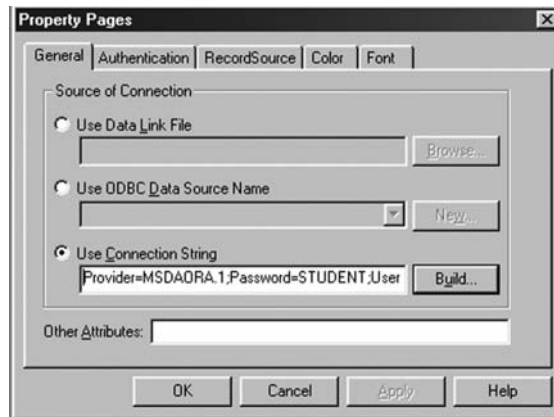 Property Pages
General Authentication RecordSource Color Font
Source of Connection
Use Data Link File
Browse...
Use ODBC Data Source Name
New...
Use Connection String
Provider=MSDAORA.1;Password=STUDENT;User
Build...
Other Attributes:
OK Cancel Apply Help